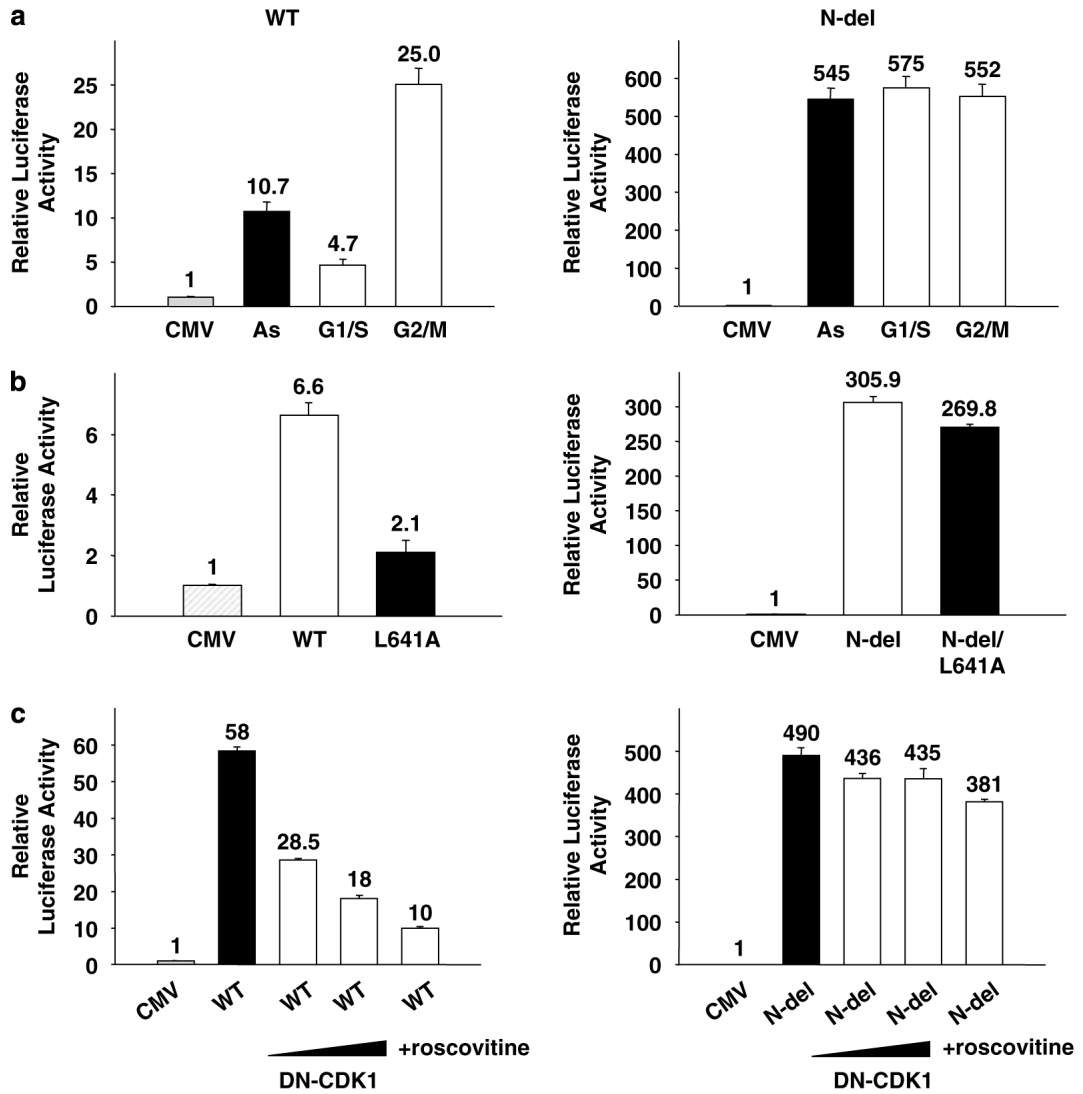 a
WT
Relative Luciferase
Activity
25
20
15
10
5
0
1
10.7
4.7
25.0
CMV
As
G1/S
G2/M
N-del
Relative Luciferase
Activity
600
500
400
300
200
100
0
1
545
575
552
CMV
As
G1/S
G2/M
b
Relative
Luciferase Activity
6
4
2
0
1
6.6
2.1
CMV
WT
L641A
Relative Luciferase
Activity
300
250
200
150
100
50
0
1
305.9
269.8
CMV
N-del
N-del/
L641A
c
Relative
Luciferase Activity
60
50
40
30
20
10
0
1
58
28.5
18
10
CMV
WT
WT
WT
WT
+roscovitine
DN-CDK1
Relative Luciferase
Activity
500
400
300
200
100
0
1
490
436
435
381
CMV
N-del
N-del
N-del
N-del
+roscovitine
DN-CDK1